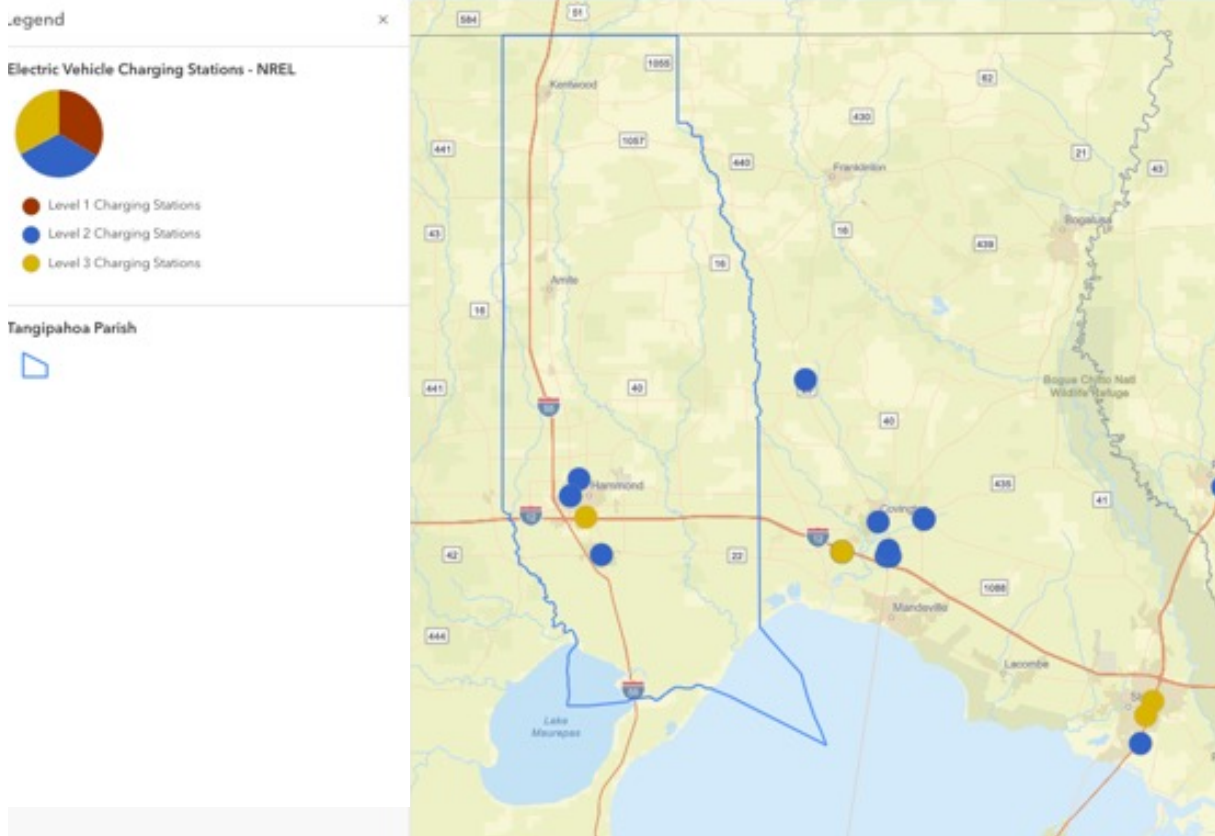 Legend ×
Electric Vehicle Charging Stations - NREL
Level 1 Charging Stations
Level 2 Charging Stations
Level 3 Charging Stations
Tangipahoa Parish
584
51
1055
Kentwood
62
430
441
1057
440
21
43
Franklinton
Bogalusa
43
16
439
16
Amite
16
441
40
Bogue Chitto Natl
Wildlife Refuge
55
40
Hammond
435
41
Covington
12
12
42
22
1088
Mandeville
444
Lacombe
55
Lake
Maurepas